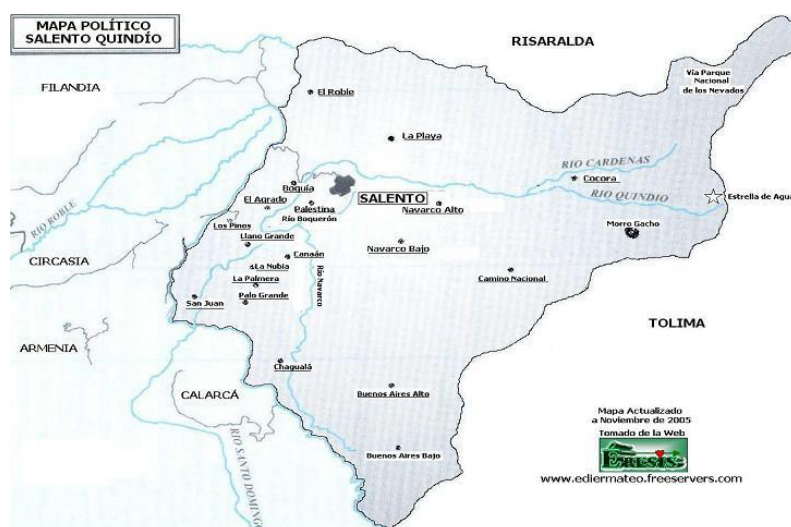 MAPA POLÍTICO
SALENTO QUINDÍO
RISARALDA
FILANDIA
Vía Parque
Nacional
de los Nevados
El Roble
La Playa
RIO CARDENAS
Cocora
Boquía
SALENTO
RIO QUINDIO
Estrella de Agua
El Agrado
Palestina
Navarco Alto
Los Pinos
Río Boquerón
Morro Gacho
RIO ROBLE
Llano Grande
Navarco Bajo
CIRCASIA
Canaán
La Nubia
Camino Nacional
La Palmera
Río Navarco
San Juan
Palo Grande
TOLIMA
ARMENIA
Chagualá
CALARCÁ
Buenos Aires Alto
Mapa Actualizado
a Noviembre de 2005
Tomado de la Web
ERESIS
Buenos Aires Bajo
RIO SANTO DOMINGO
www.ediermateo.freeservers.com